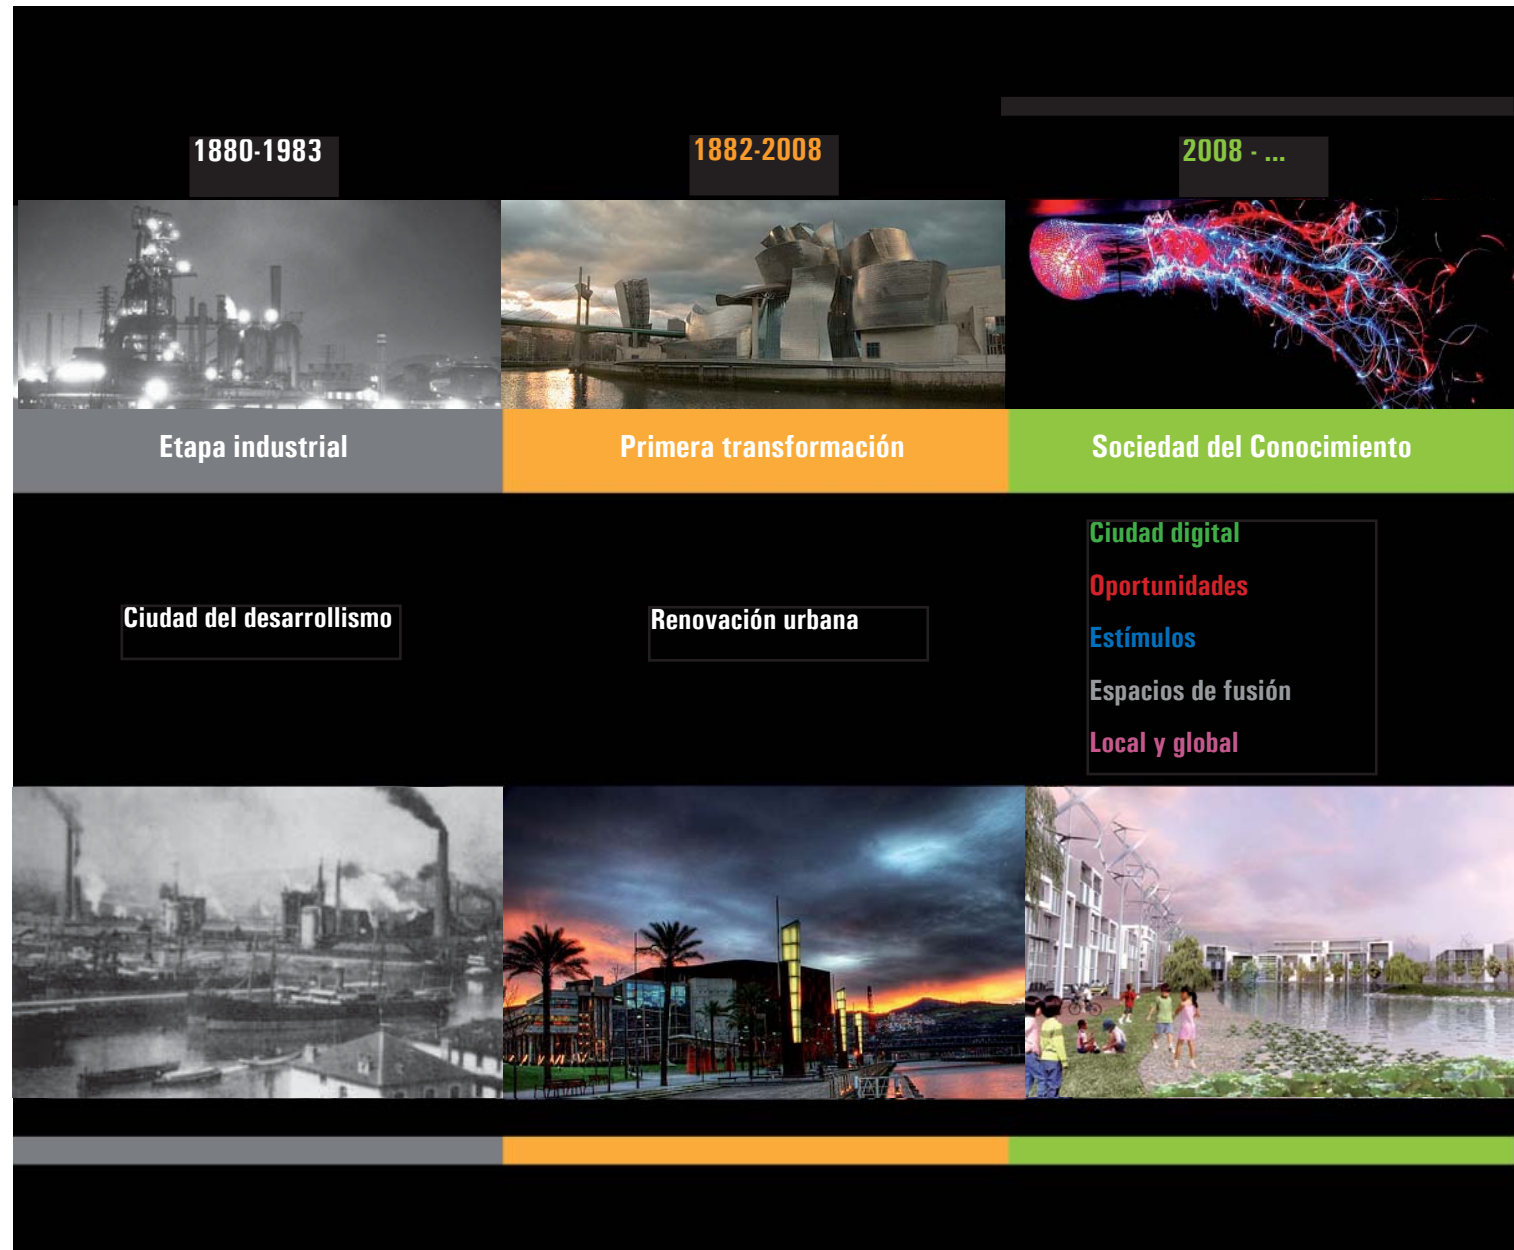 1880-1983
1882-2008
2008 - ...
Etapa industrial
Primera transformación
Sociedad del Conocimiento
Ciudad del desarrollismo
Renovación urbana
Ciudad digital
Oportunidades
Estímulos
Espacios de fusión
Local y global